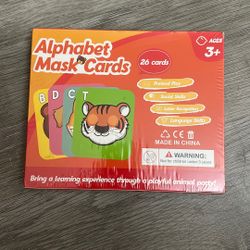 Alphabet
Mask Cards
AGES
3+
26 cards
Pretend Play
Social Skills
Letter Recognition
Language Skills
B D C T
CE
MADE IN CHINA
WARNING:
Bring a learning experience through a playful animal party!